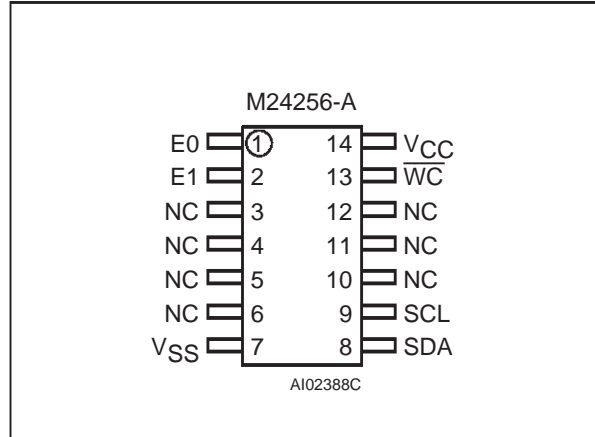 M24256-A
E0 1 14 VCC
E1 2 13 WC
NC 3 12 NC
NC 4 11 NC
NC 5 10 NC
NC 6 9 SCL
VSS 7 8 SDA
AI02388C